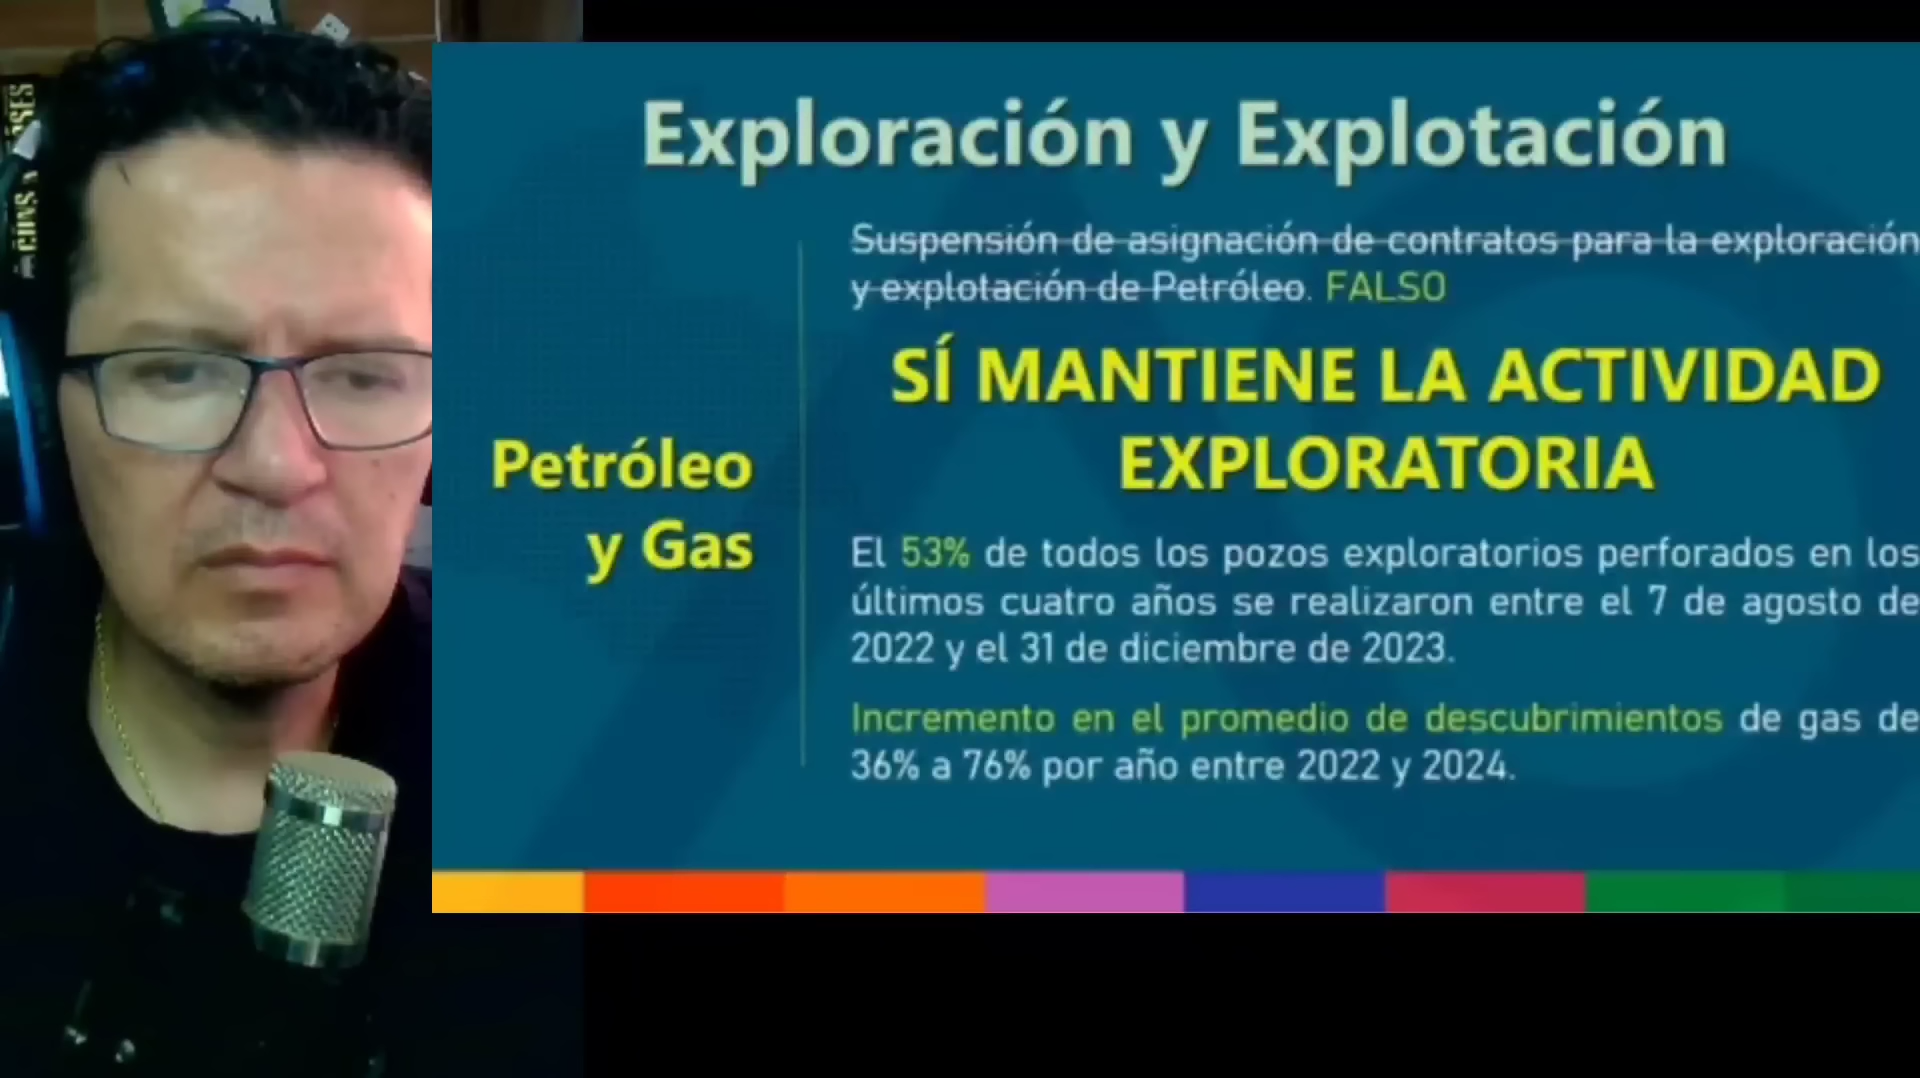 Exploración y Explotación
Suspensión de asignación de contratos para la exploración
y explotación de Petróleo. FALSO
SÍ MANTIENE LA ACTIVIDAD
EXPLORATORIA
Petróleo
y Gas
El 53% de todos los pozos exploratorios perforados en los
últimos cuatro años se realizaron entre el 7 de agosto de
2022 y el 31 de diciembre de 2023.
Incremento en el promedio de descubrimientos de gas de
36% a 76% por año entre 2022 y 2024.